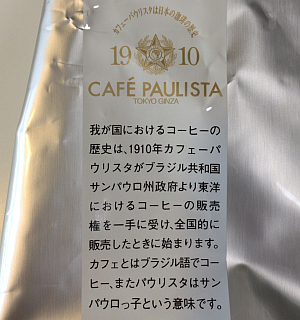 カフェーパウリスタは日本の珈琲の歴史
1910
CAFÉ PAULISTA
TOKYO GINZA
我が国におけるコーヒーの
歴史は、1910年カフェーパ
ウリスタがブラジル共和国
サンパウロ州政府より東洋
におけるコーヒーの販売
権を一手に受け、全国的に
販売したときに始まります。
カフェとはブラジル語でコー
ヒー、またパウリスタはサン
パウロっ子という意味です。